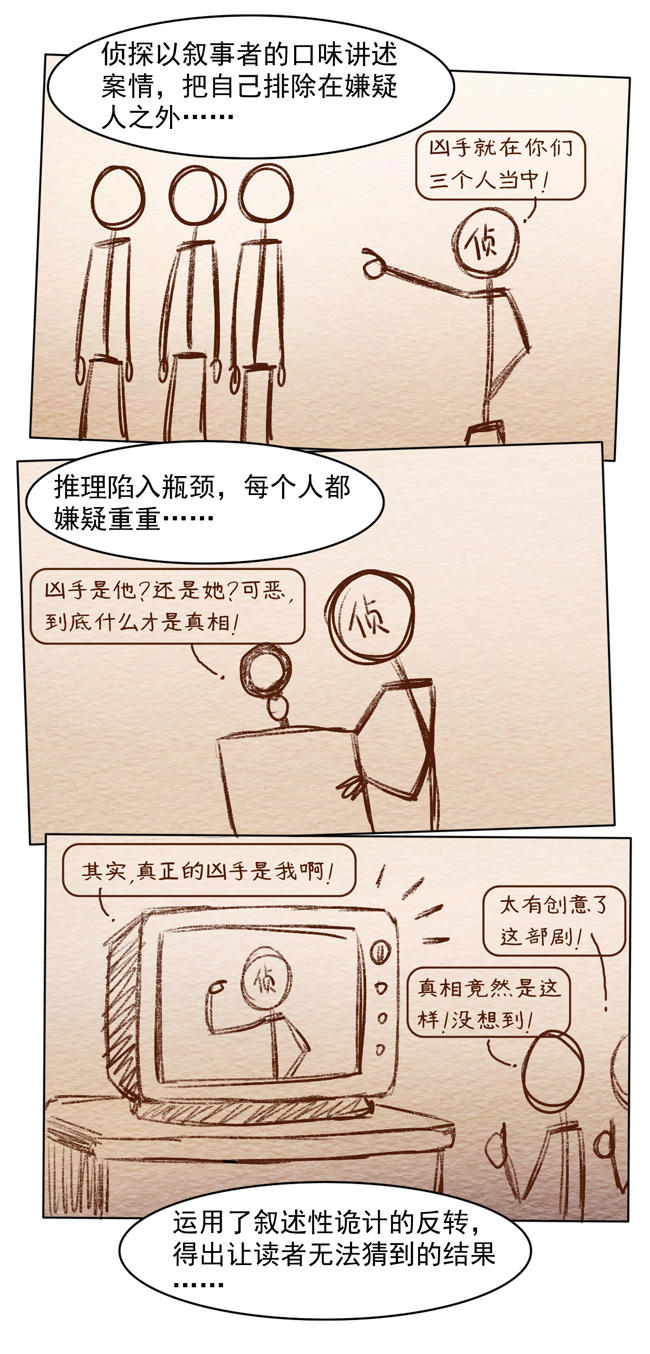 侦探以叙事者的口味讲述
案情，把自己排除在嫌疑
人之外……
凶手就在你们
三个人当中！
侦
推理陷入瓶颈，每个人都
嫌疑重重……
凶手是他？还是她？可恶，
到底什么才是真相！
侦
其实，真正的凶手是我啊！
太有创意了
这部剧！
侦
真相竟然是这
样！没想到！
运用了叙述性诡计的反转，
得出让读者无法猜到的结果
……